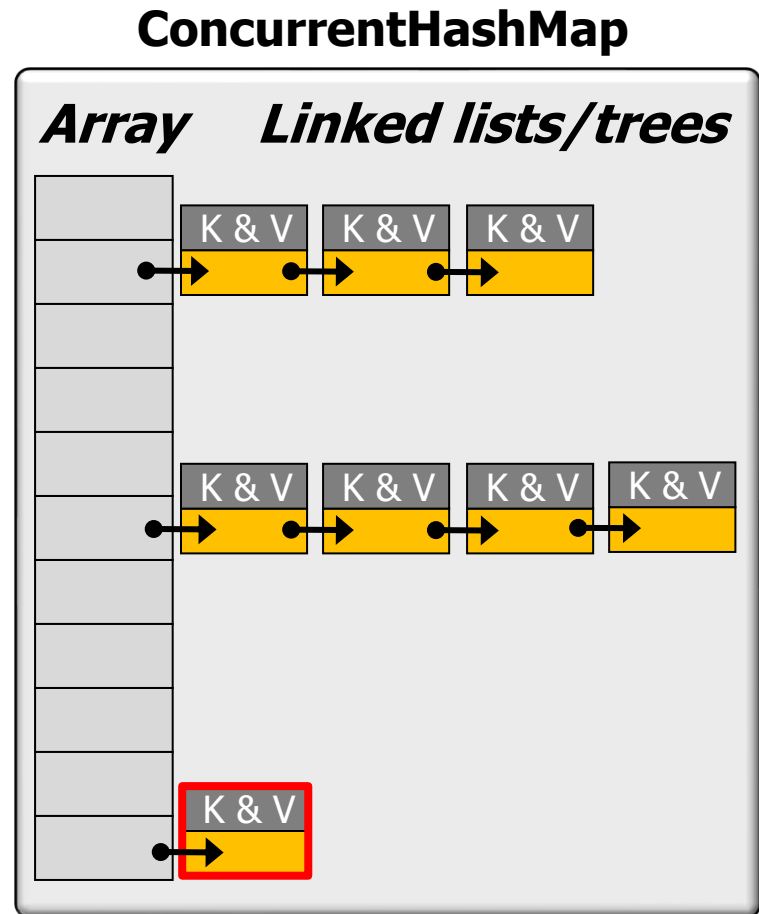 ConcurrentHashMap
Array Linked lists/trees
K & V K & V K & V
K & V K & V K & V K & V
K & V